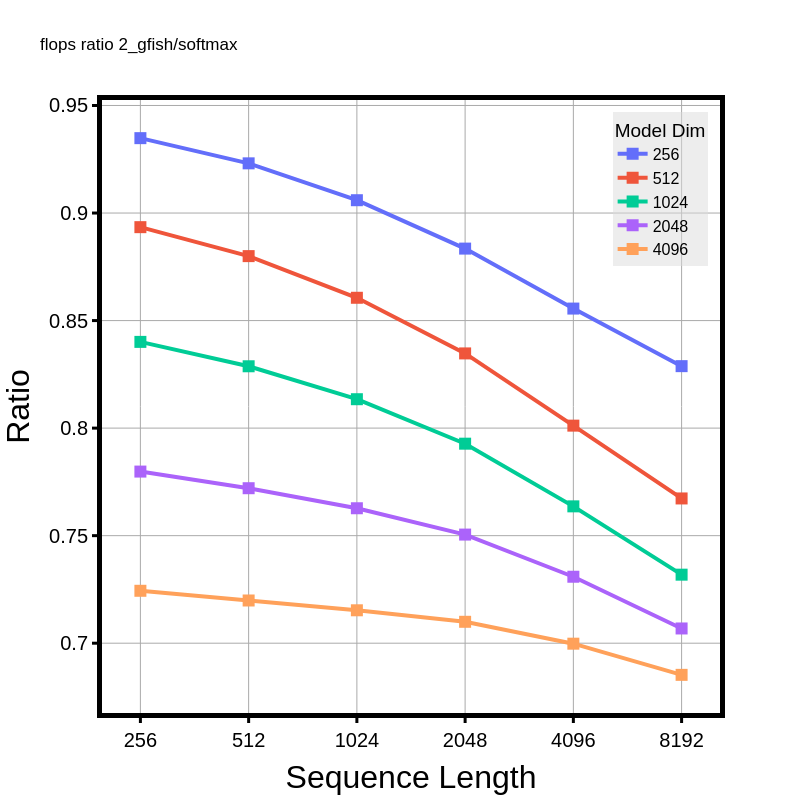 flops ratio 2_gfish/softmax
0.95
0.9
0.85
0.8
0.75
0.7
Ratio
Model Dim
256
512
1024
2048
4096
256 512 1024 2048 4096 8192
Sequence Length